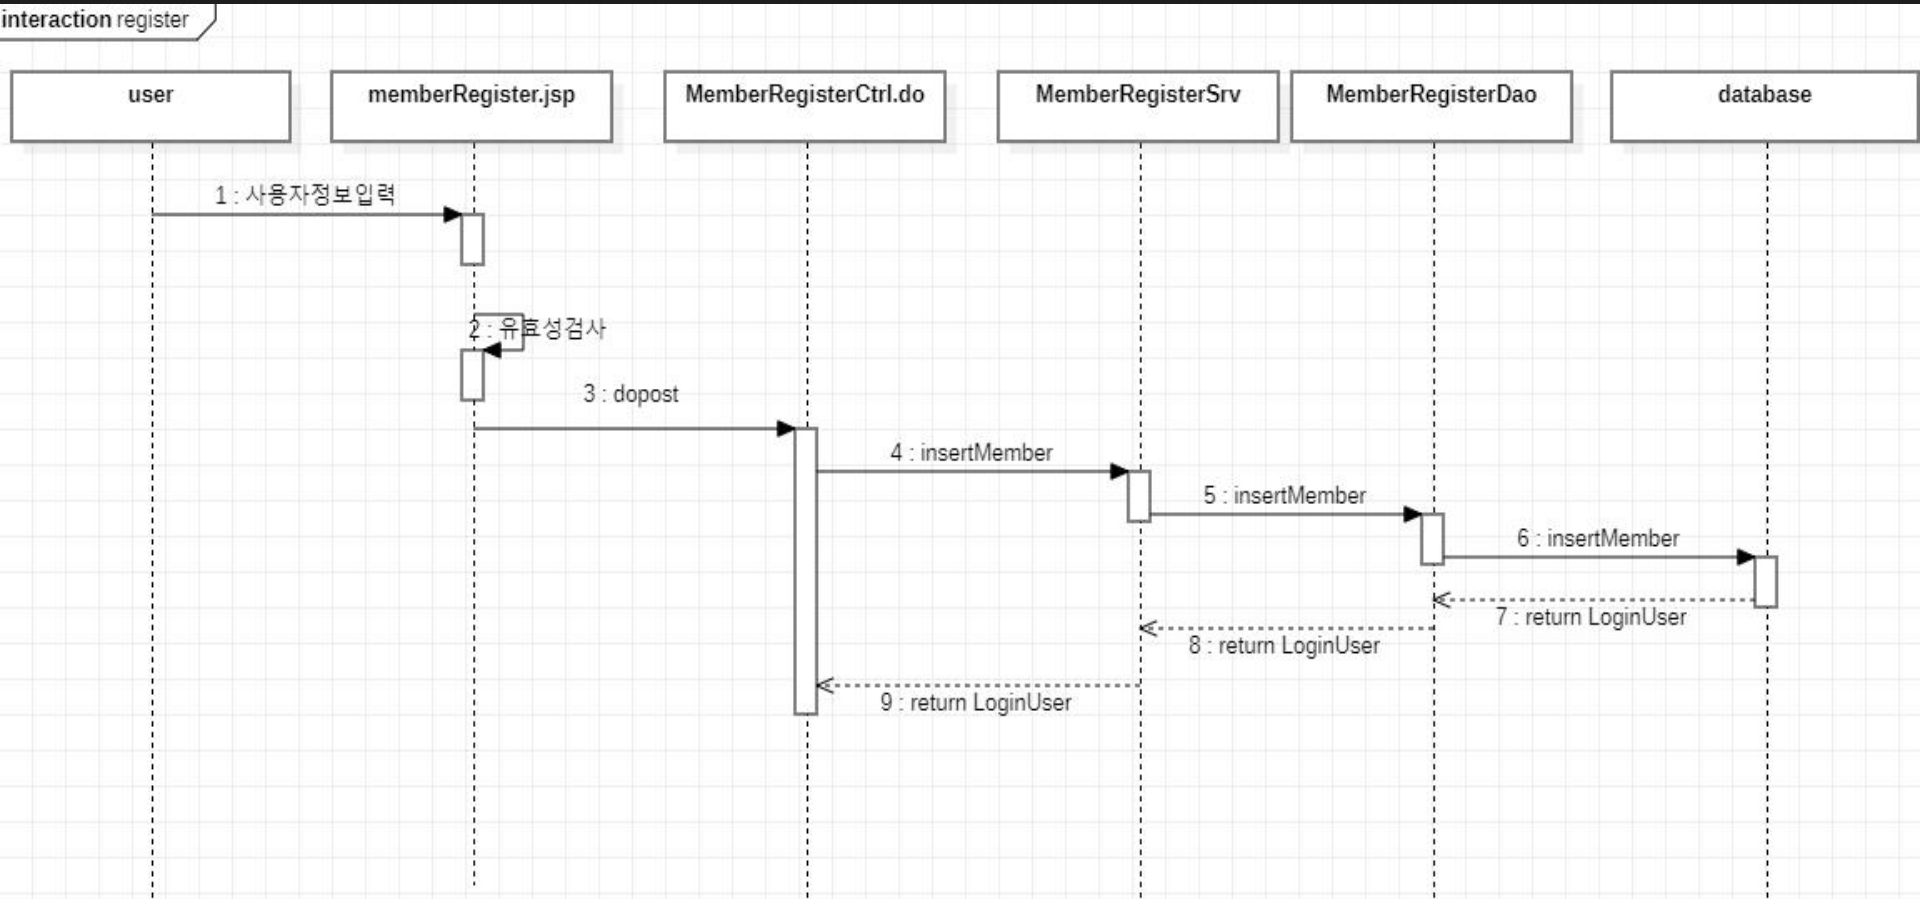 interaction register
user
memberRegister.jsp
MemberRegisterCtrl.do
MemberRegisterSrv
MemberRegisterDao
database
1 : 사용자정보입력
2 : 유효성검사
3 : dopost
4 : insertMember
5 : insertMember
6 : insertMember
7 : return LoginUser
8 : return LoginUser
9 : return LoginUser